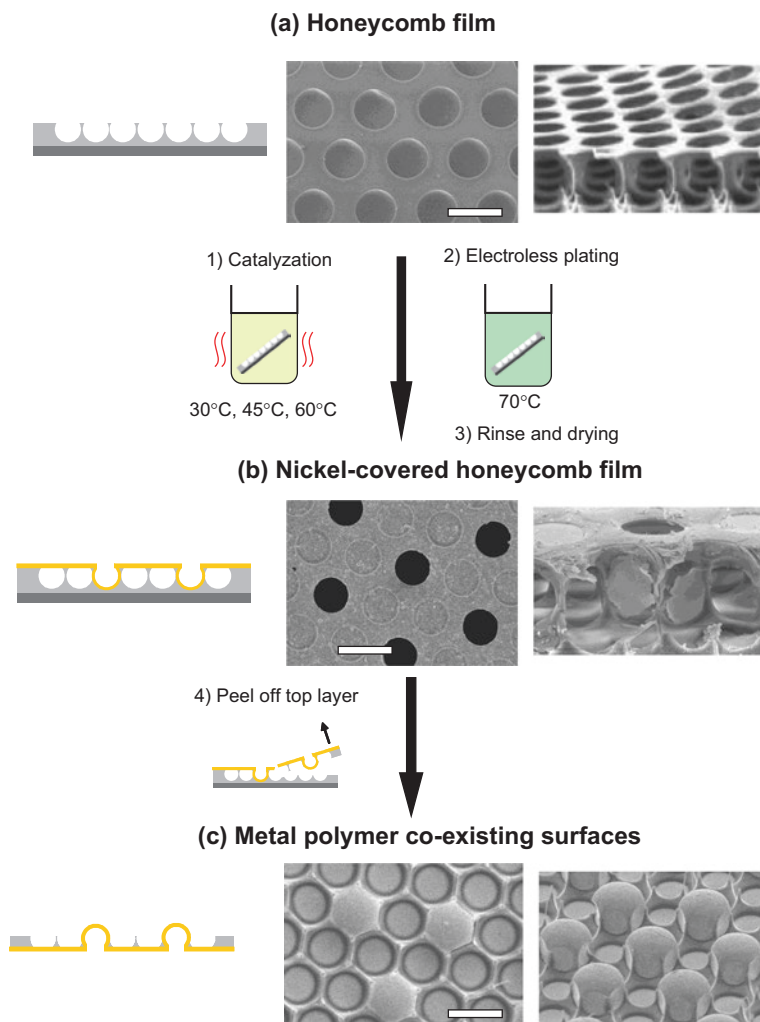 (a) Honeycomb film
1) Catalyzation
2) Electroless plating
30°C, 45°C, 60°C
70°C
3) Rinse and drying
(b) Nickel-covered honeycomb film
4) Peel off top layer
(c) Metal polymer co-existing surfaces